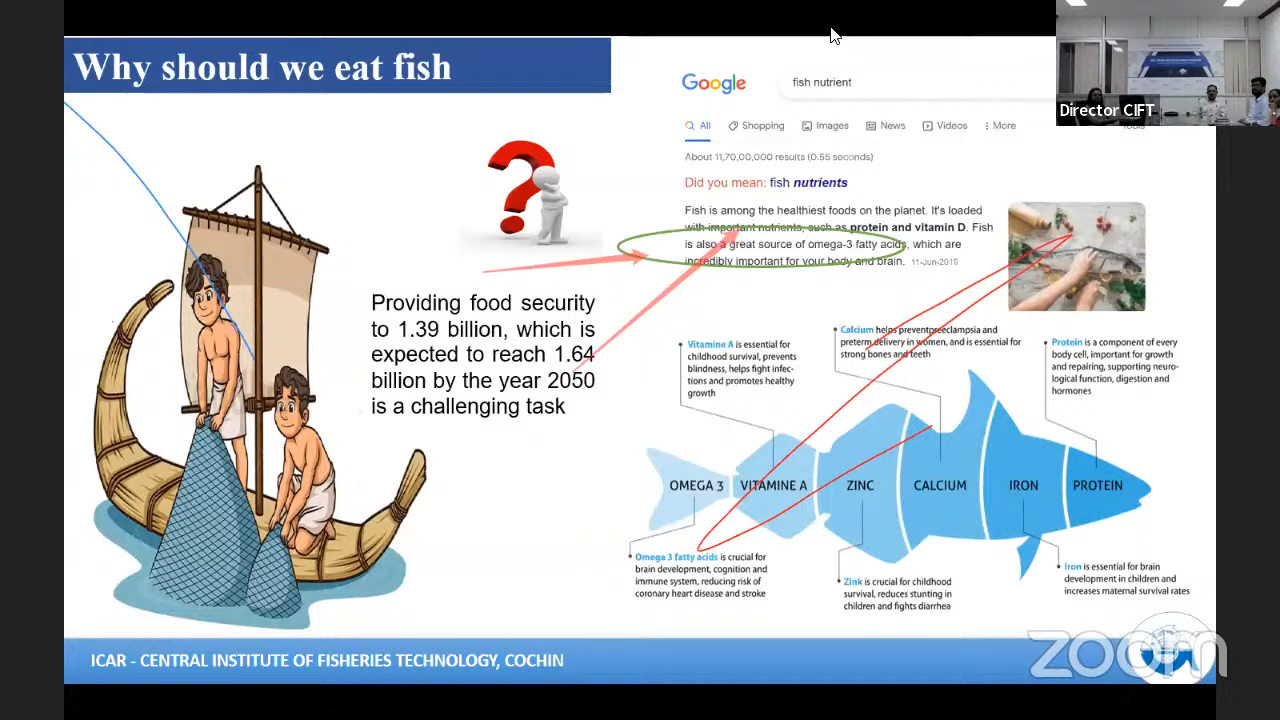 Why should we eat fish
Providing food security
to 1.39 billion, which is
expected to reach 1.64
billion by the year 2050
is a challenging task
Google
fish nutrient
All Shopping Images News Videos More
About 11,70,00,000 results (0.55 seconds)
Did you mean: fish nutrients
Fish is among the healthiest foods on the planet. It's loaded
with important nutrients, such as protein and vitamin D. Fish
is also a great source of omega-3 fatty acids, which are
incredibly important for your body and brain. 11-Jun-2019
Director CIFT
Tools
Vitamine A is essential for
childhood survival, prevents
blindness, helps fight infec-
tions and promotes healthy
growth
Calcium helps preventpreeclampsia and
preterm delivery in women, and is essential for
strong bones and teeth
Protein is a component of every
body cell, important for growth
and repairing, supporting neuro-
logical function, digestion and
hormones
OMEGA 3 VITAMINE A ZINC CALCIUM IRON PROTEIN
Omega 3 fatty acids is crucial for
brain development, cognition and
immune system, reducing risk of
coronary heart disease and stroke
Zink is crucial for childhood
survival, reduces stunting in
children and fights diarrhea
Iron is essential for brain
development in children and
increases maternal survival rates
ICAR - CENTRAL INSTITUTE OF FISHERIES TECHNOLOGY, COCHIN
zoom